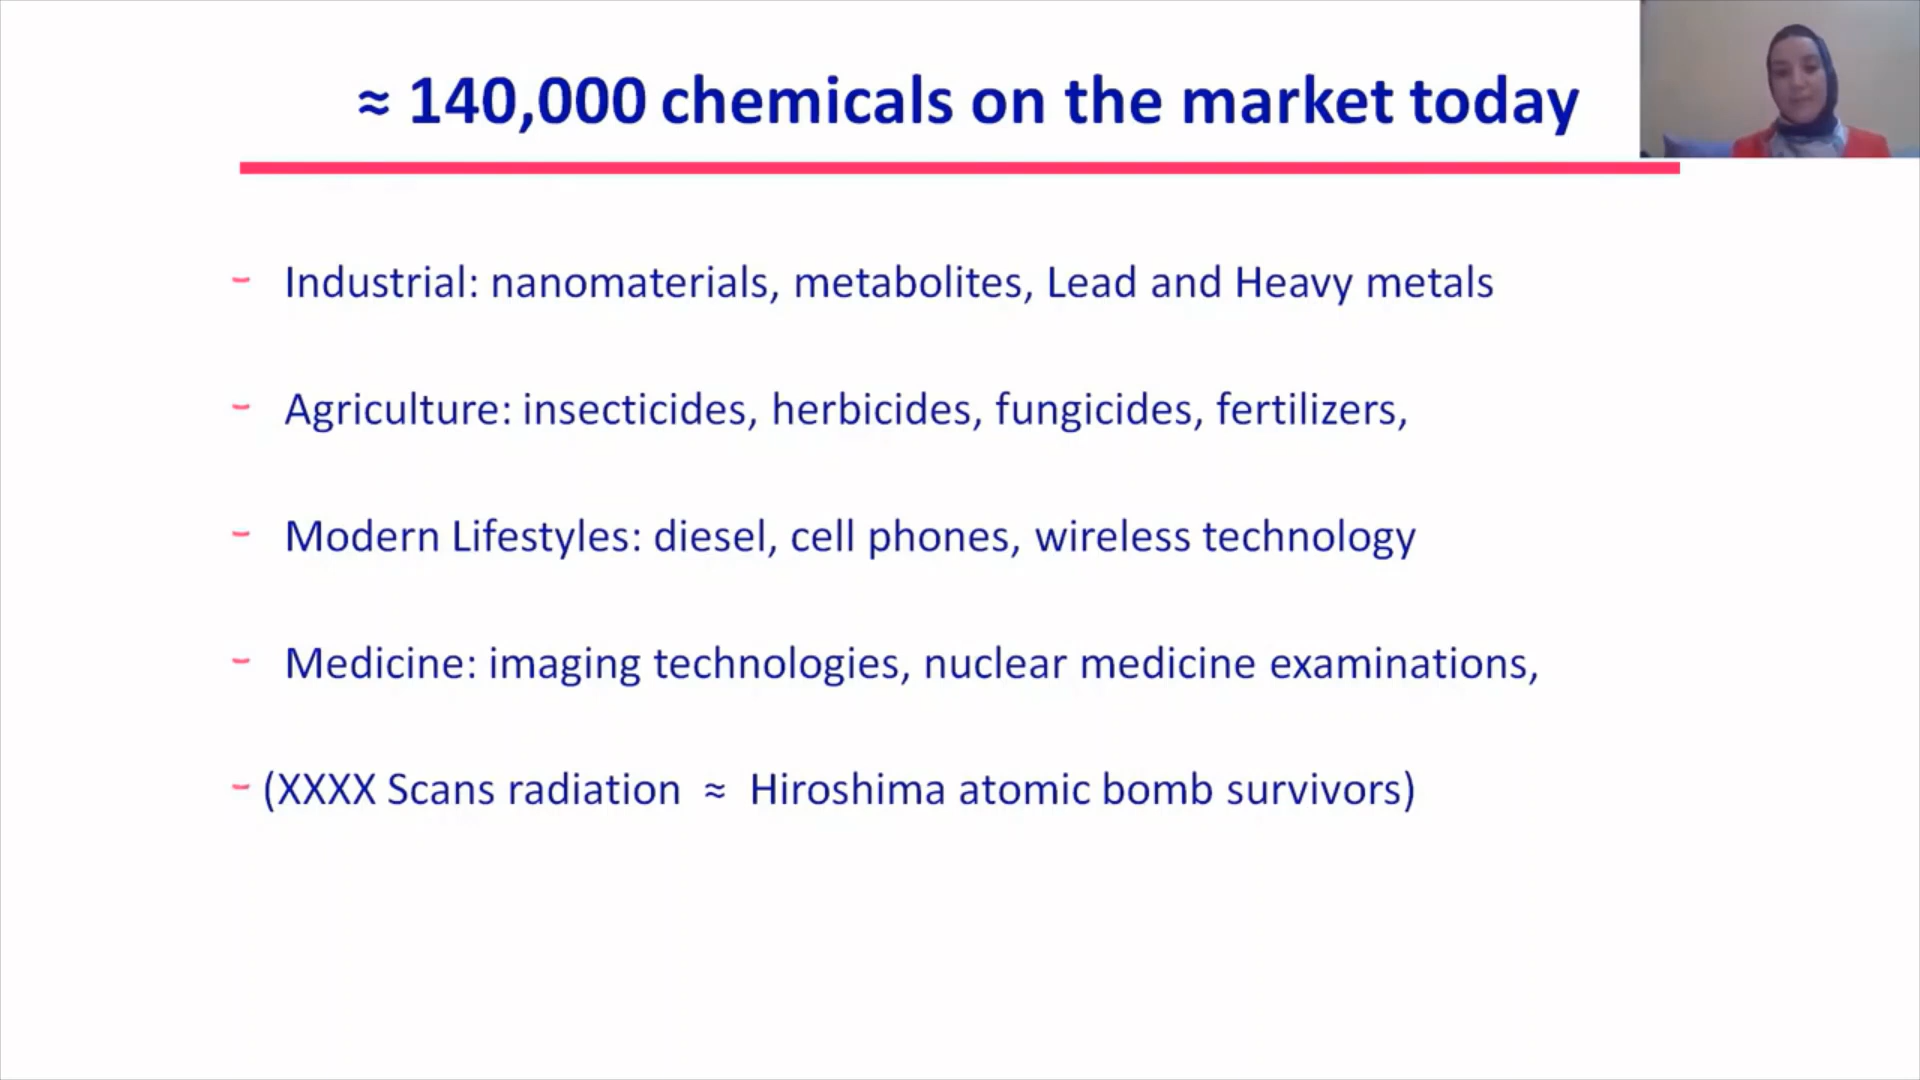 ≈ 140,000 chemicals on the market today
- Industrial: nanomaterials, metabolites, Lead and Heavy metals
- Agriculture: insecticides, herbicides, fungicides, fertilizers,
- Modern Lifestyles: diesel, cell phones, wireless technology
- Medicine: imaging technologies, nuclear medicine examinations,
- (XXXX Scans radiation ≈ Hiroshima atomic bomb survivors)